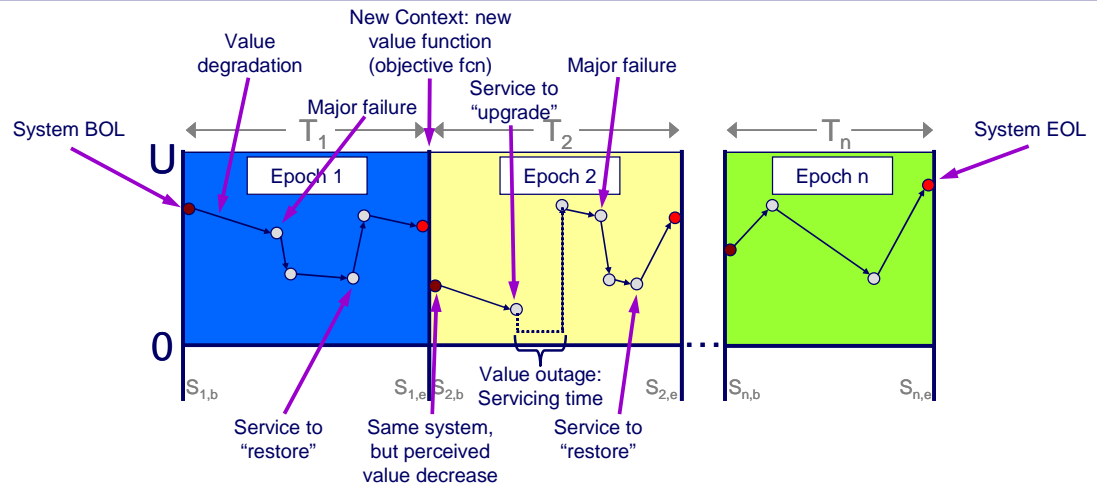 New Context: new
value function
(objective fcn)
Value
degradation
Major failure
Service to
“upgrade”
Major failure
System BOL
System EOL
T1
T2
Tn
U
Epoch 1
Epoch 2
Epoch n
0
...
S1,b
S1,e
S2,b
S2,e
Sn,b
Sn,e
Value outage:
Servicing time
Service to
“restore”
Same system,
but perceived
value decrease
Service to
“restore”